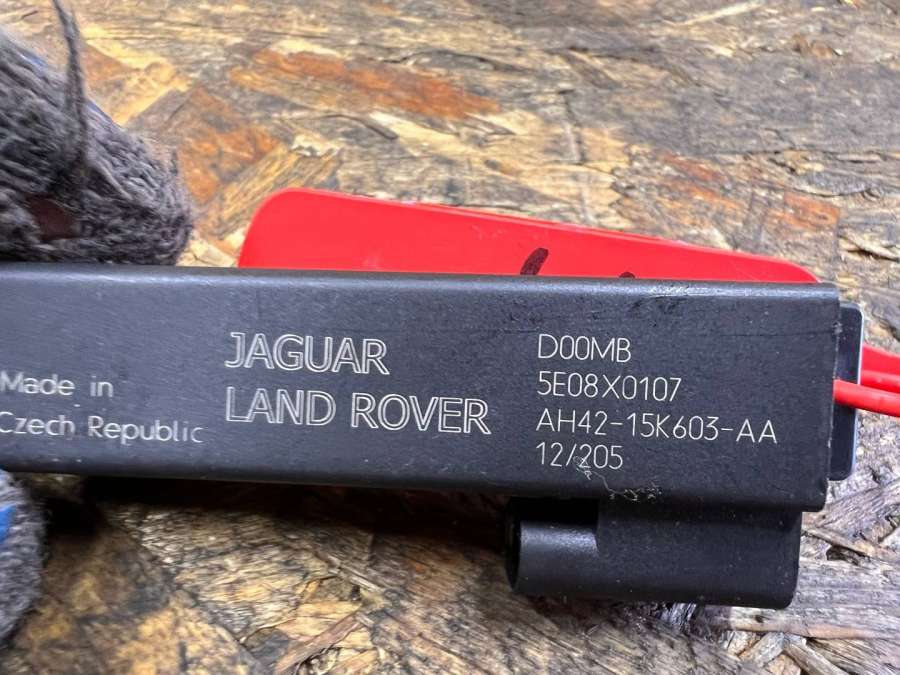 Made in
Czech Republic
JAGUAR
LAND ROVER
D00MB
5E08X0107
AH42-15K603-AA
12/205